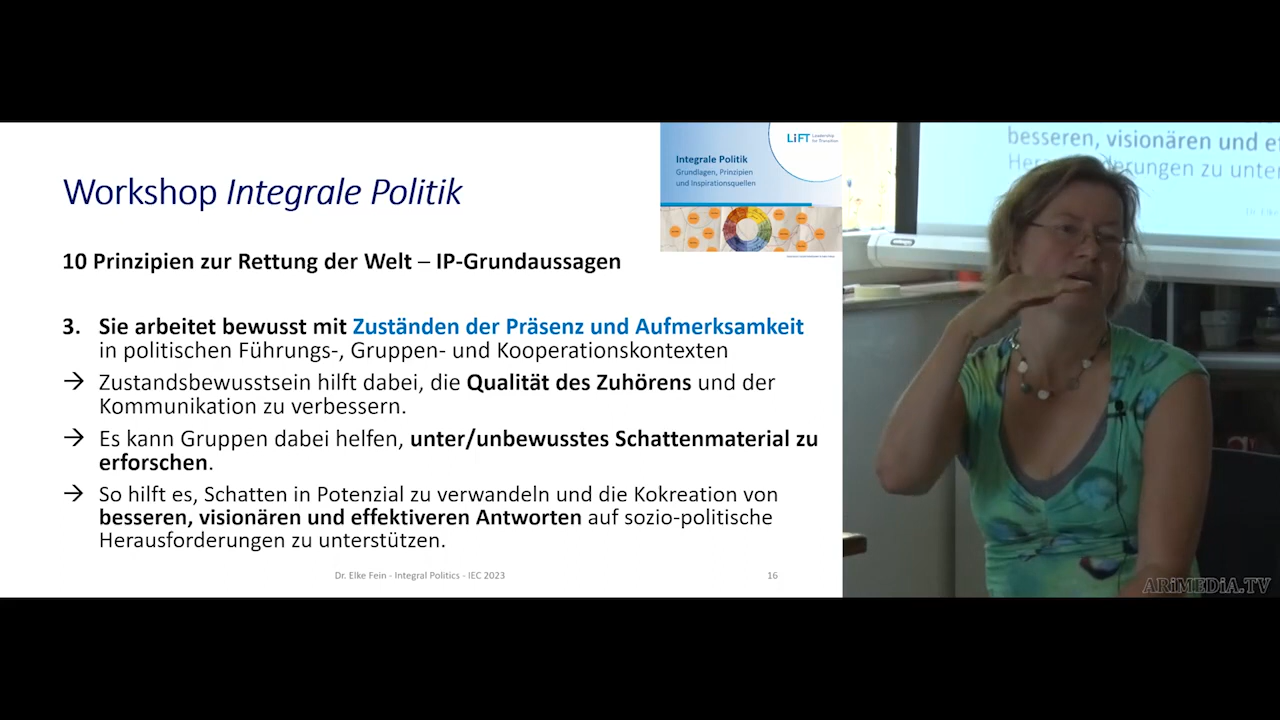 Workshop Integrale Politik
LiFT Leadership
for Transition
Integrale Politik
Grundlagen, Prinzipien
und Inspirationsquellen
10 Prinzipien zur Rettung der Welt – IP-Grundaussagen
3. Sie arbeitet bewusst mit Zuständen der Präsenz und Aufmerksamkeit
in politischen Führungs-, Gruppen- und Kooperationskontexten
→ Zustandsbewusstsein hilft dabei, die Qualität des Zuhörens und der
Kommunikation zu verbessern.
→ Es kann Gruppen dabei helfen, unter/unbewusstes Schattenmaterial zu
erforschen.
→ So hilft es, Schatten in Potenzial zu verwandeln und die Kokreation von
besseren, visionären und effektiveren Antworten auf sozio-politische
Herausforderungen zu unterstützen.
Dr. Elke Fein - Integral Politics - IEC 2023
16
besseren, visionären und ef
Herausforderungen zu unter
ARiMEDiA.TV